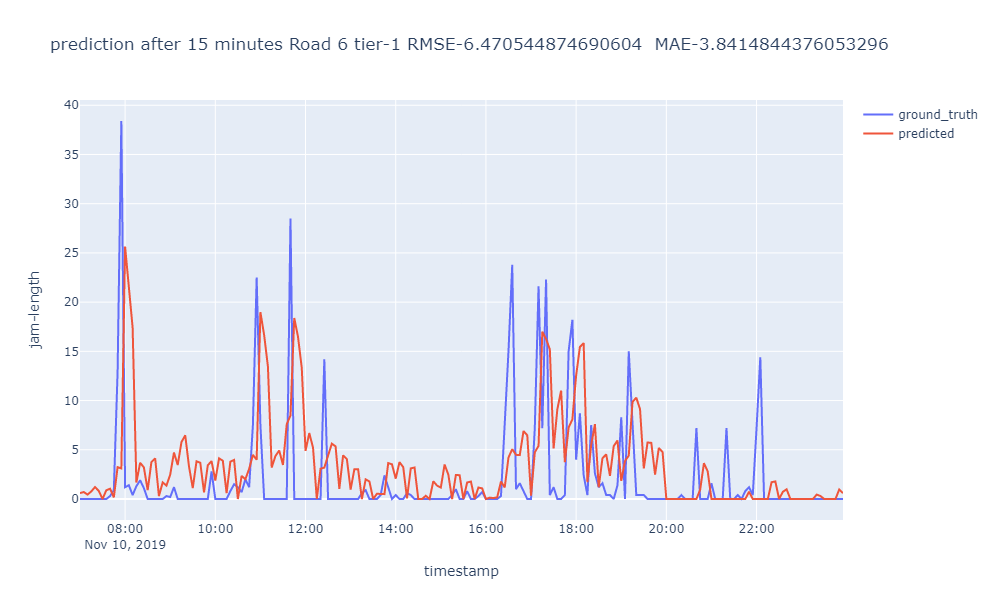 prediction after 15 minutes Road 6 tier-1 RMSE-6.470544874690604  MAE-3.8414844376053296
ground_truth
predicted
jam-length
40
35
30
25
20
15
10
5
0
08:00 10:00 12:00 14:00 16:00 18:00 20:00 22:00
Nov 10, 2019
timestamp